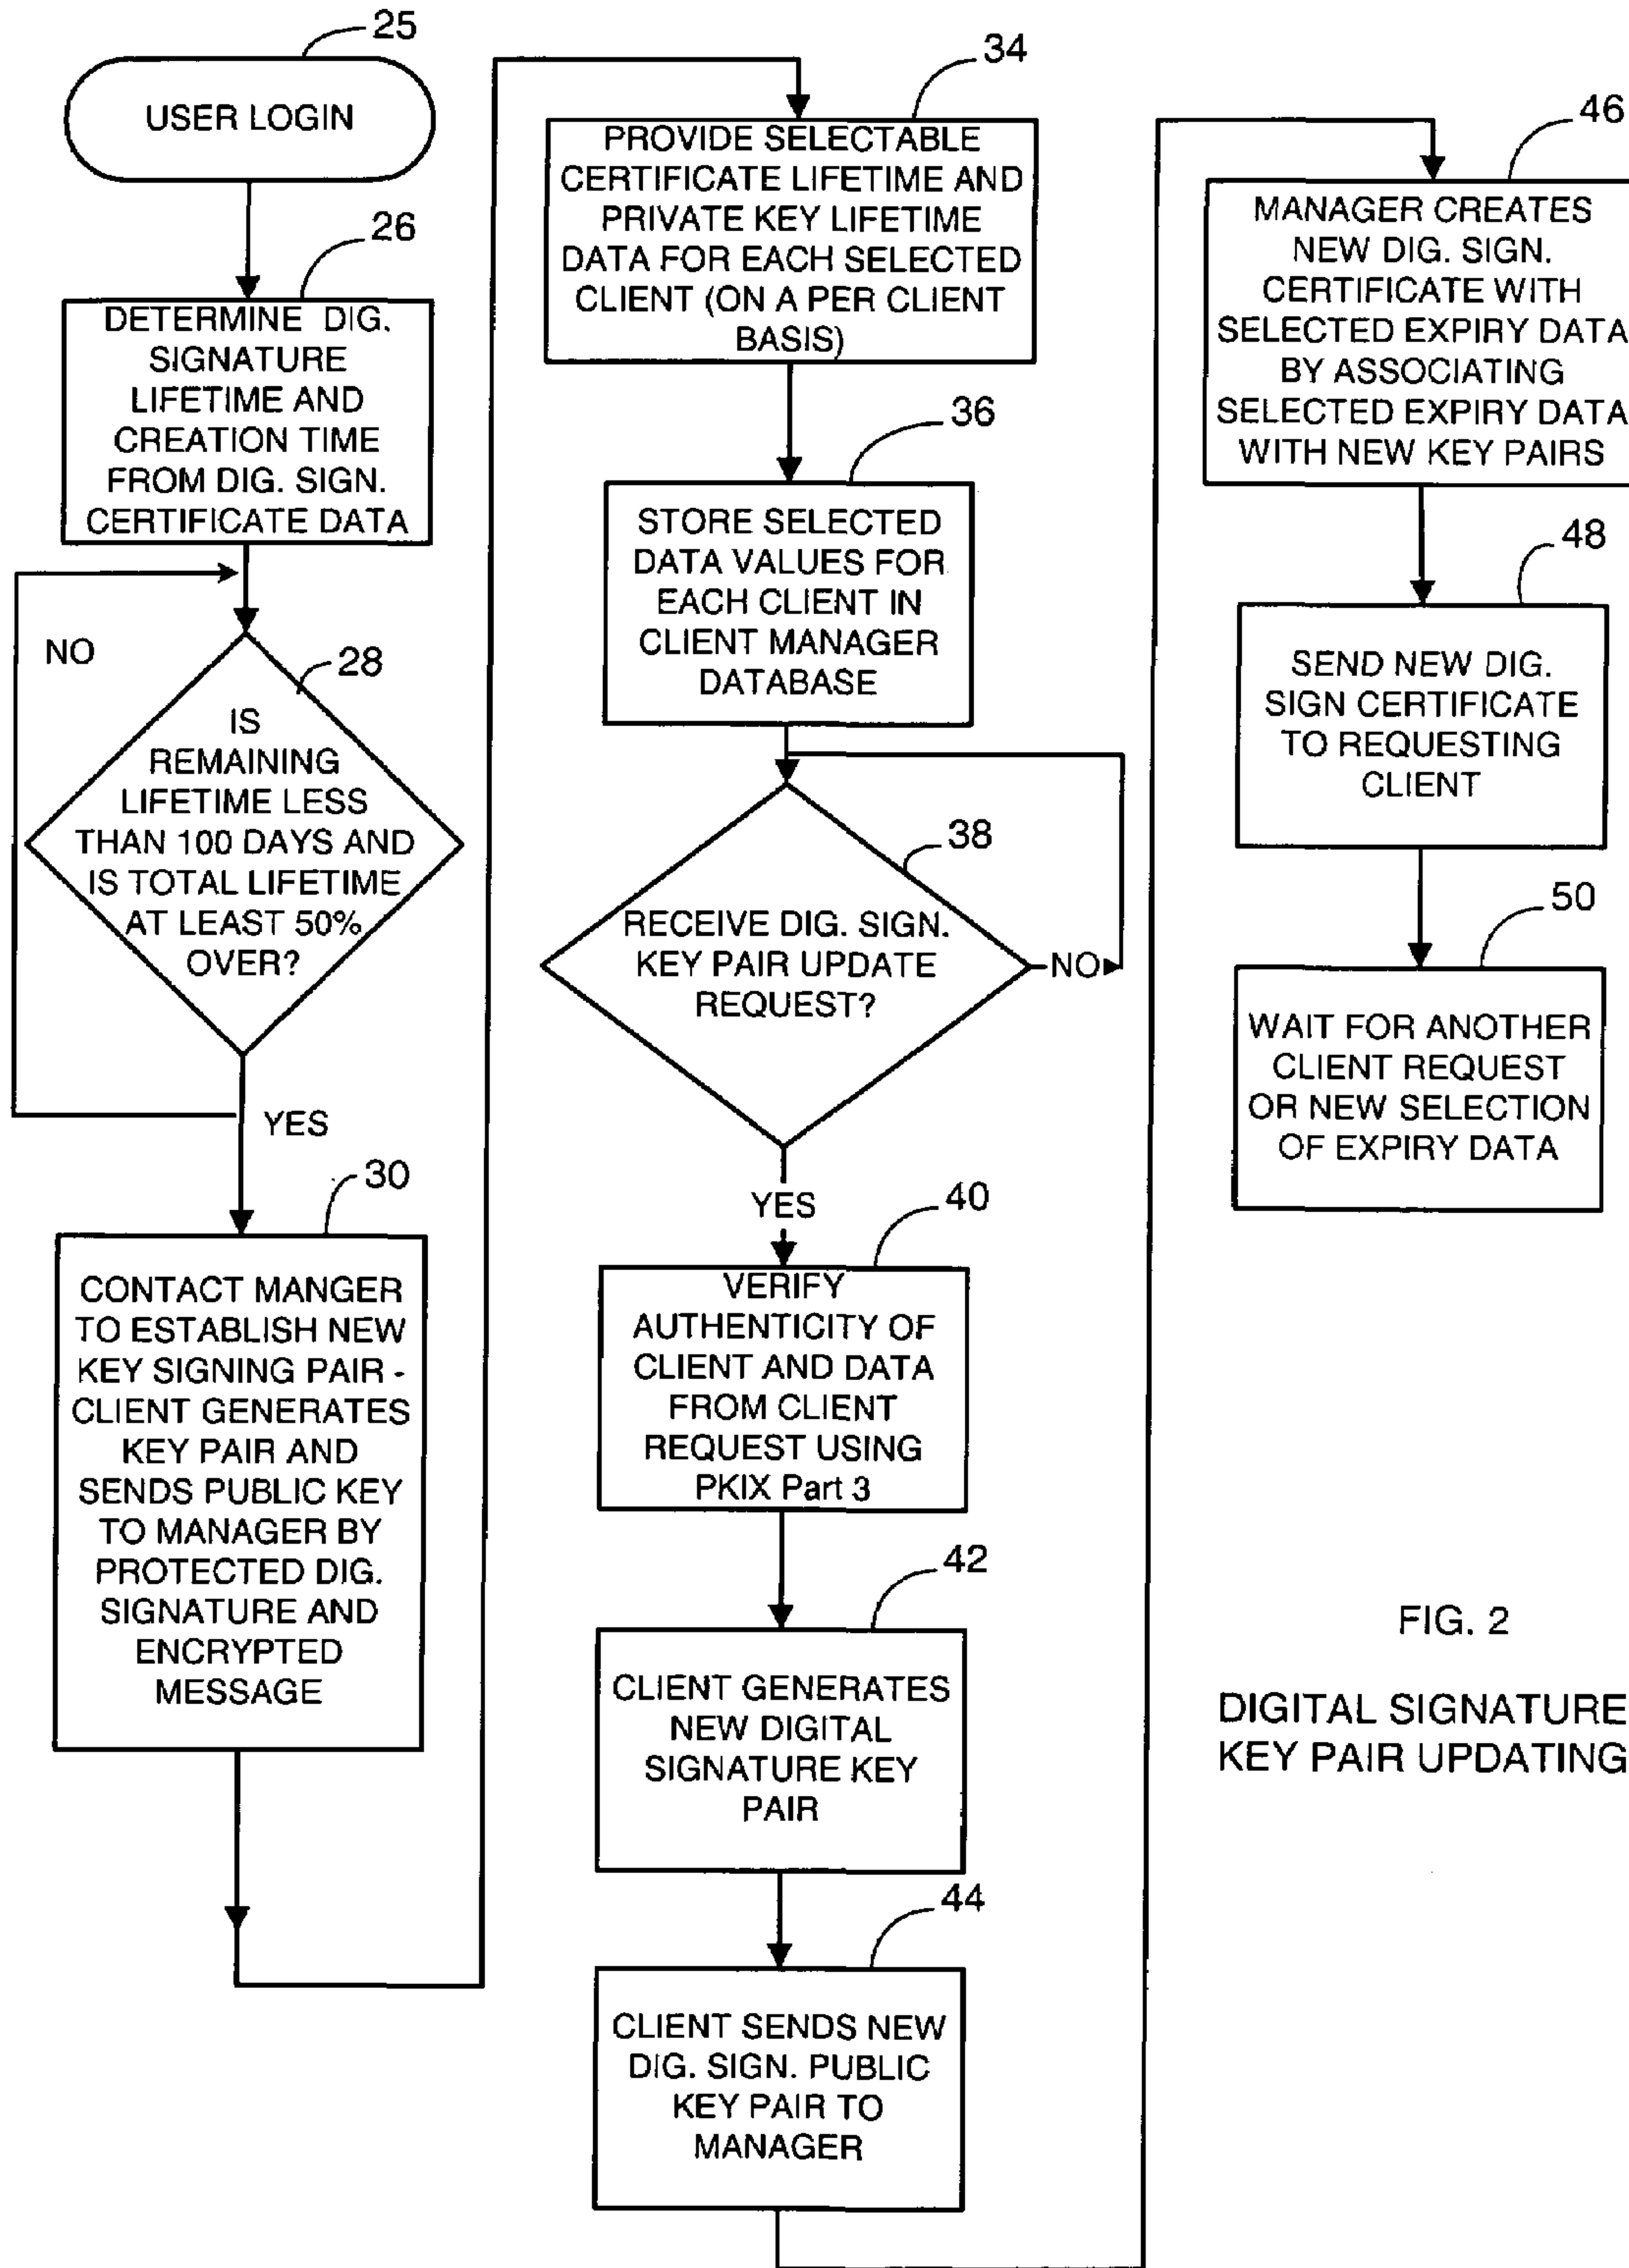 25
USER LOGIN
26
DETERMINE DIG.
SIGNATURE
LIFETIME AND
CREATION TIME
FROM DIG. SIGN.
CERTIFICATE DATA
NO
28
IS
REMAINING
LIFETIME LESS
THAN 100 DAYS AND
IS TOTAL LIFETIME
AT LEAST 50%
OVER?
YES
30
CONTACT MANGER
TO ESTABLISH NEW
KEY SIGNING PAIR -
CLIENT GENERATES
KEY PAIR AND
SENDS PUBLIC KEY
TO MANAGER BY
PROTECTED DIG.
SIGNATURE AND
ENCRYPTED
MESSAGE
34
PROVIDE SELECTABLE
CERTIFICATE LIFETIME AND
PRIVATE KEY LIFETIME
DATA FOR EACH SELECTED
CLIENT (ON A PER CLIENT
BASIS)
36
STORE SELECTED
DATA VALUES FOR
EACH CLIENT IN
CLIENT MANAGER
DATABASE
38
RECEIVE DIG. SIGN.
KEY PAIR UPDATE
REQUEST?
NO
YES
40
VERIFY
AUTHENTICITY OF
CLIENT AND DATA
FROM CLIENT
REQUEST USING
PKIX Part 3
42
CLIENT GENERATES
NEW DIGITAL
SIGNATURE KEY
PAIR
44
CLIENT SENDS NEW
DIG. SIGN. PUBLIC
KEY PAIR TO
MANAGER
46
MANAGER CREATES
NEW DIG. SIGN.
CERTIFICATE WITH
SELECTED EXPIRY DATA
BY ASSOCIATING
SELECTED EXPIRY DATA
WITH NEW KEY PAIRS
48
SEND NEW DIG.
SIGN CERTIFICATE
TO REQUESTING
CLIENT
50
WAIT FOR ANOTHER
CLIENT REQUEST
OR NEW SELECTION
OF EXPIRY DATA
FIG. 2
DIGITAL SIGNATURE
KEY PAIR UPDATING